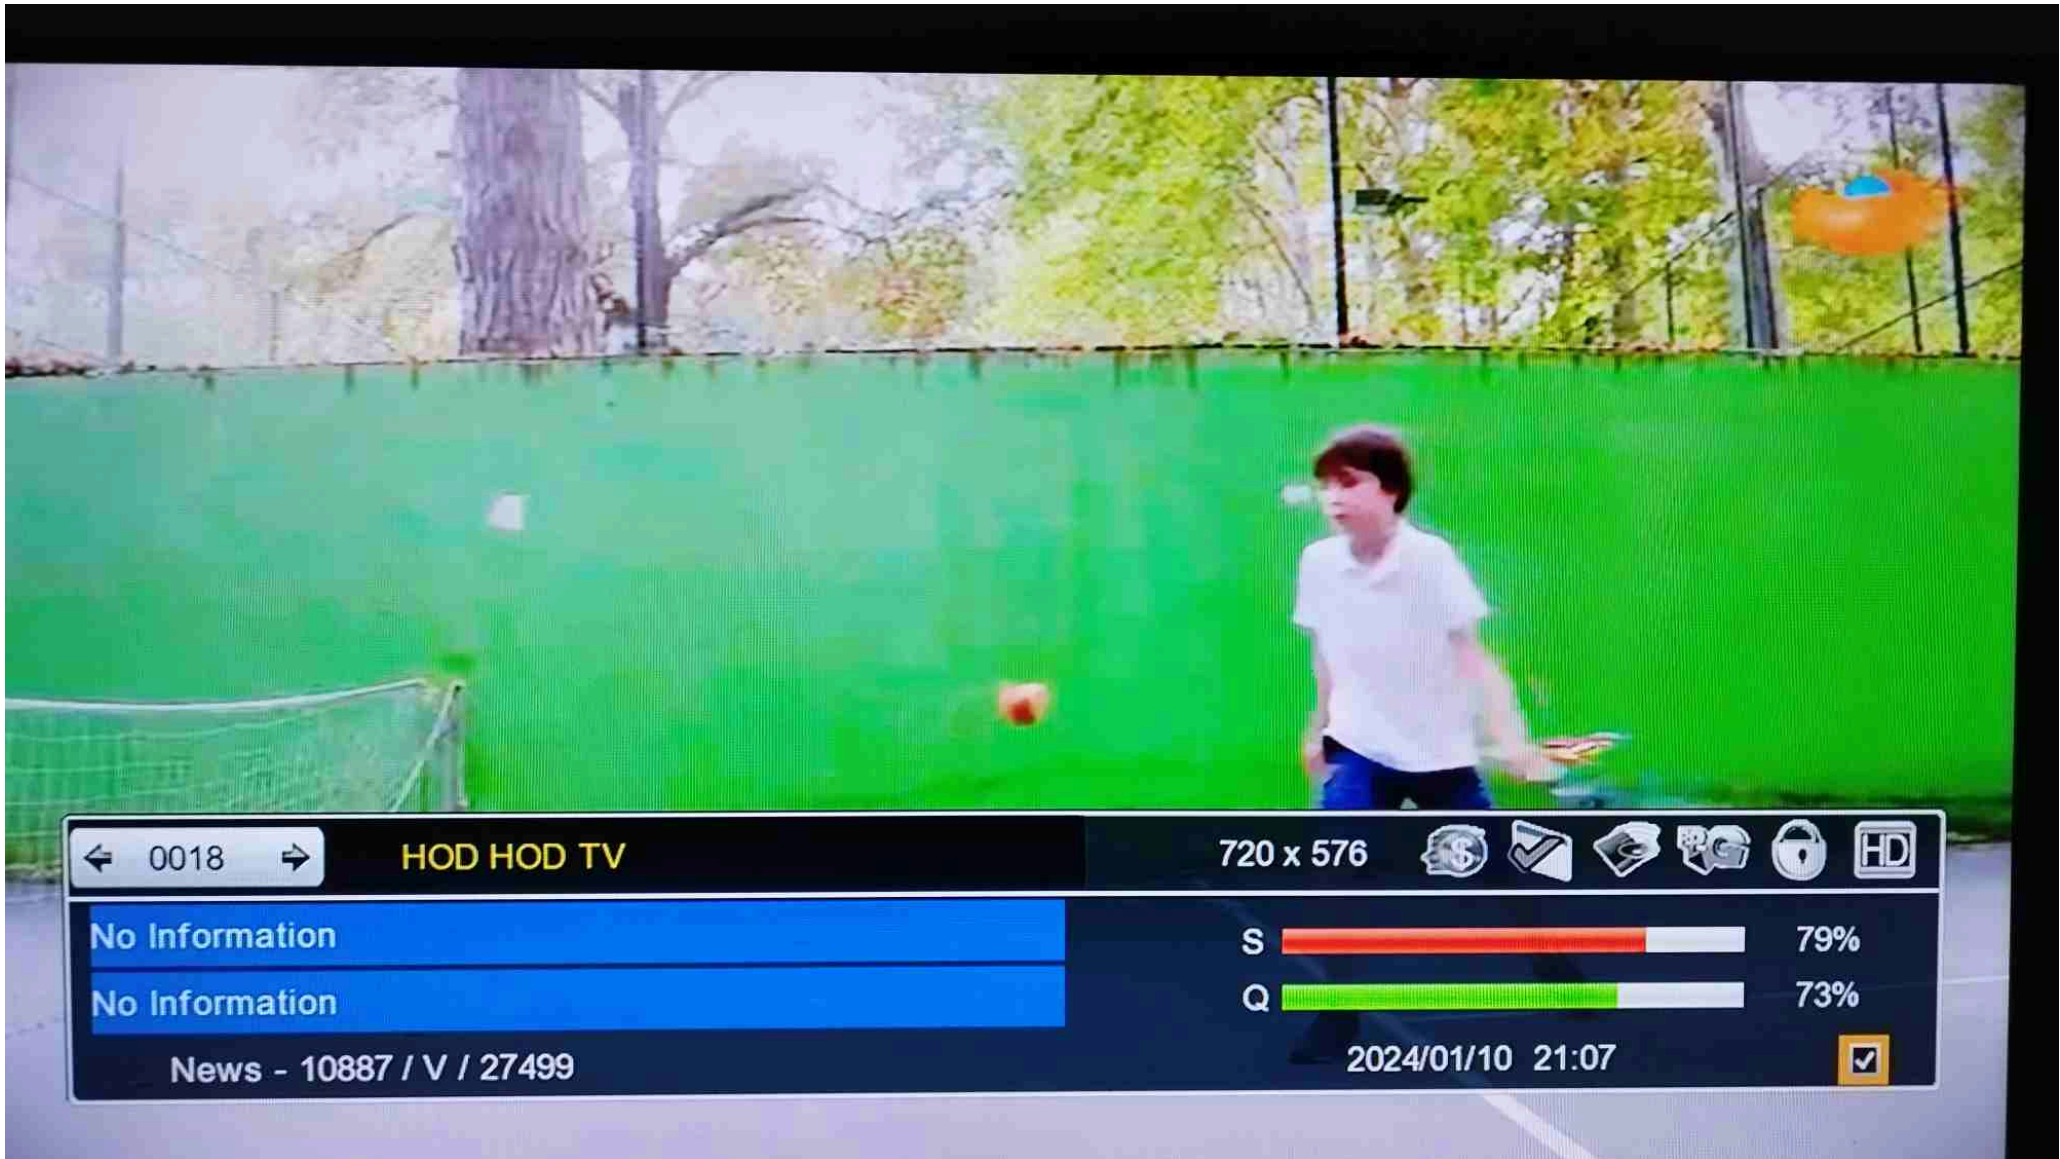 0018
HOD HOD TV
720 x 576
HD
No Information
S 79%
No Information
Q 73%
News - 10887 / V / 27499
2024/01/10 21:07